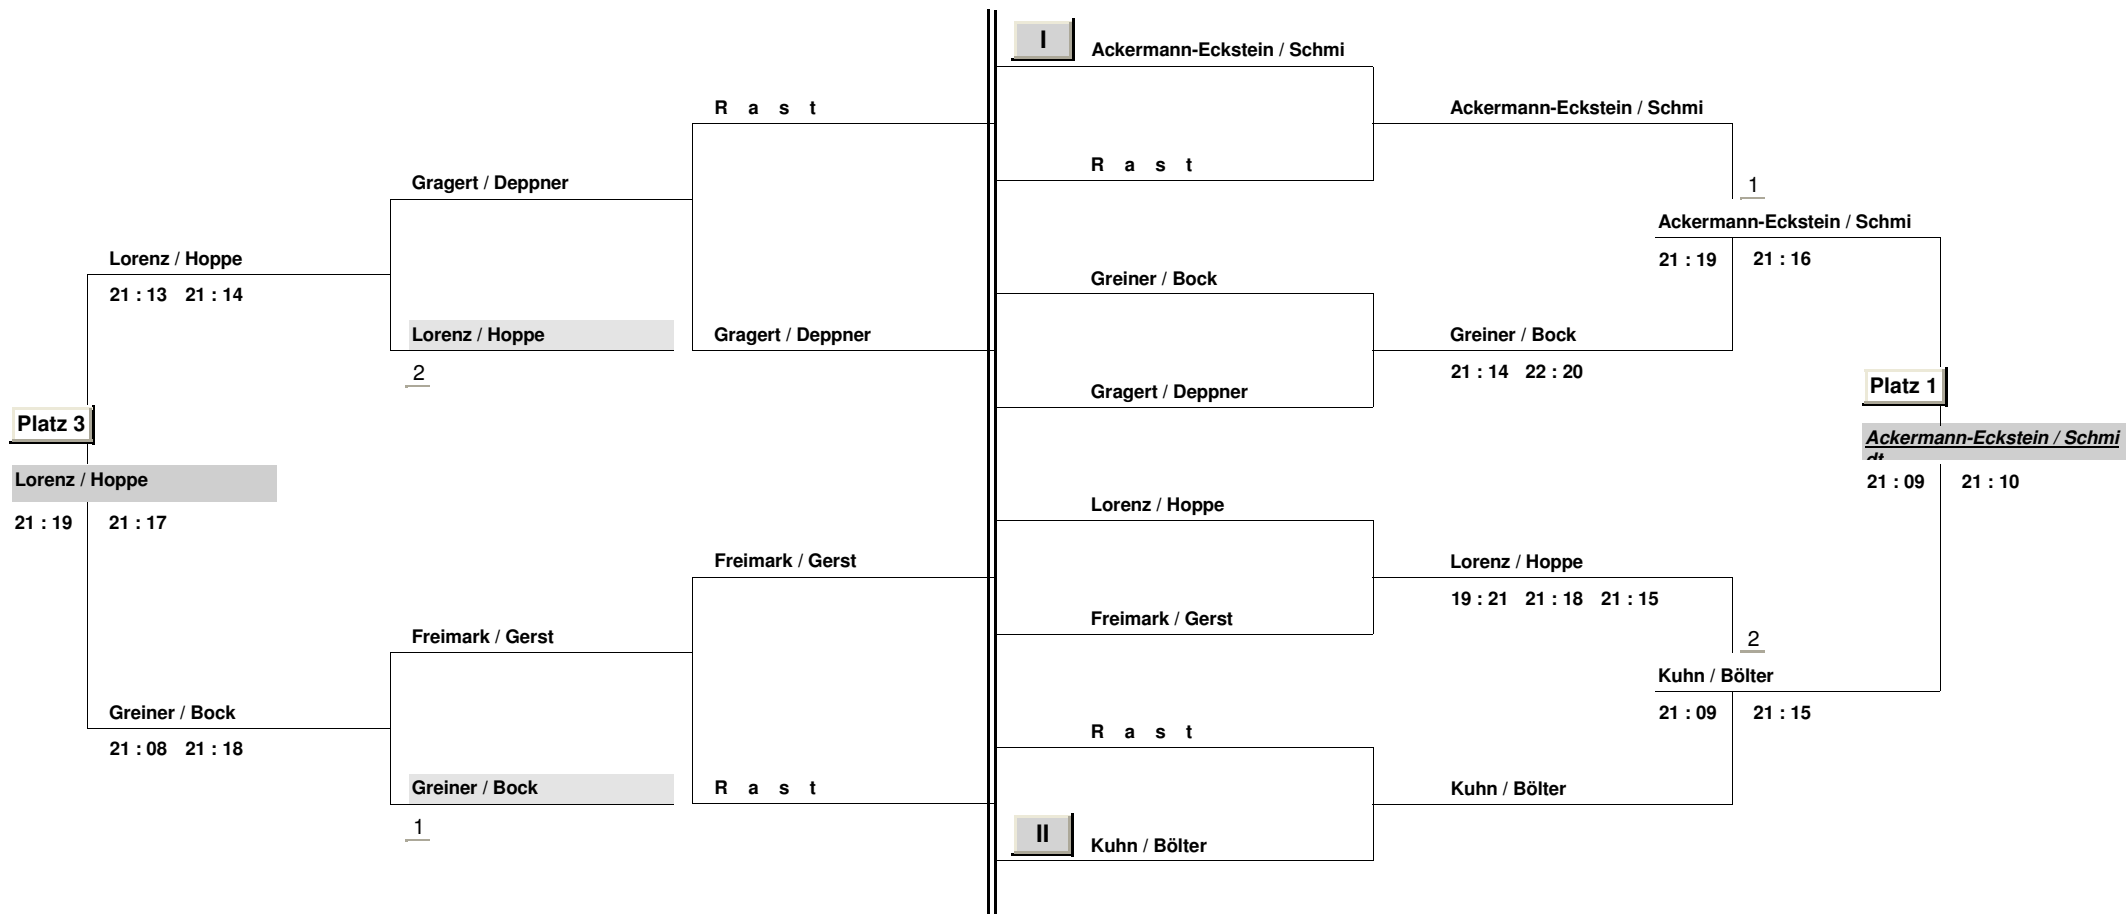 I
Ackermann-Eckstein / Schmi
R a s t
Ackermann-Eckstein / Schmi
R a s t
Gragert / Deppner
1
Ackermann-Eckstein / Schmi
21 : 19 21 : 16
Lorenz / Hoppe
21 : 13 21 : 14
Greiner / Bock
Lorenz / Hoppe
Gragert / Deppner
Greiner / Bock
21 : 14 22 : 20
2
Gragert / Deppner
Platz 1
Platz 3
Ackermann-Eckstein / Schmi
dt
21 : 09 21 : 10
Lorenz / Hoppe
21 : 19 21 : 17
Lorenz / Hoppe
Freimark / Gerst
Lorenz / Hoppe
19 : 21 21 : 18 21 : 15
Freimark / Gerst
Freimark / Gerst
2
Kuhn / Bölter
21 : 09 21 : 15
Greiner / Bock
21 : 08 21 : 18
R a s t
Greiner / Bock
R a s t
Kuhn / Bölter
1
II
Kuhn / Bölter